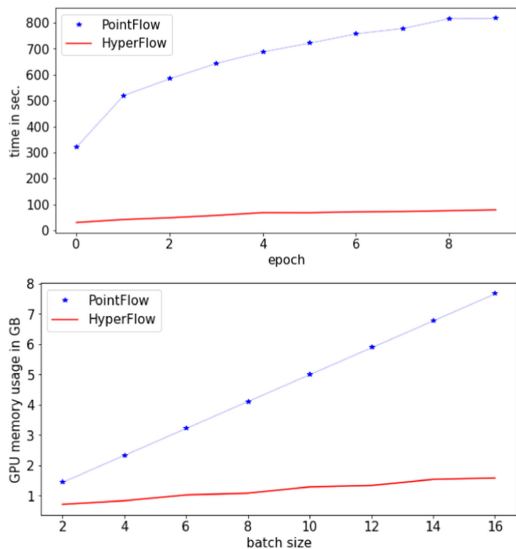 800
700
600
500
400
300
200
100
0
time in sec.
PointFlow
HyperFlow
0 2 4 6 8
epoch
8
7
6
5
4
3
2
1
GPU memory usage in GB
PointFlow
HyperFlow
2 4 6 8 10 12 14 16
batch size